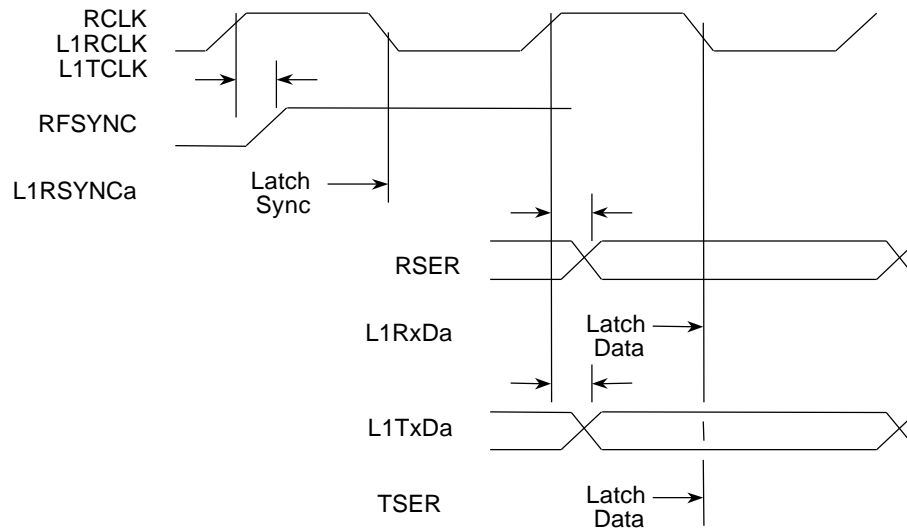 RCLK
L1RCLK
L1TCLK
RFSYNC
L1RSYNCa
Latch
Sync
RSER
L1RxDa
Latch
Data
L1TxDa
TSER
Latch
Data